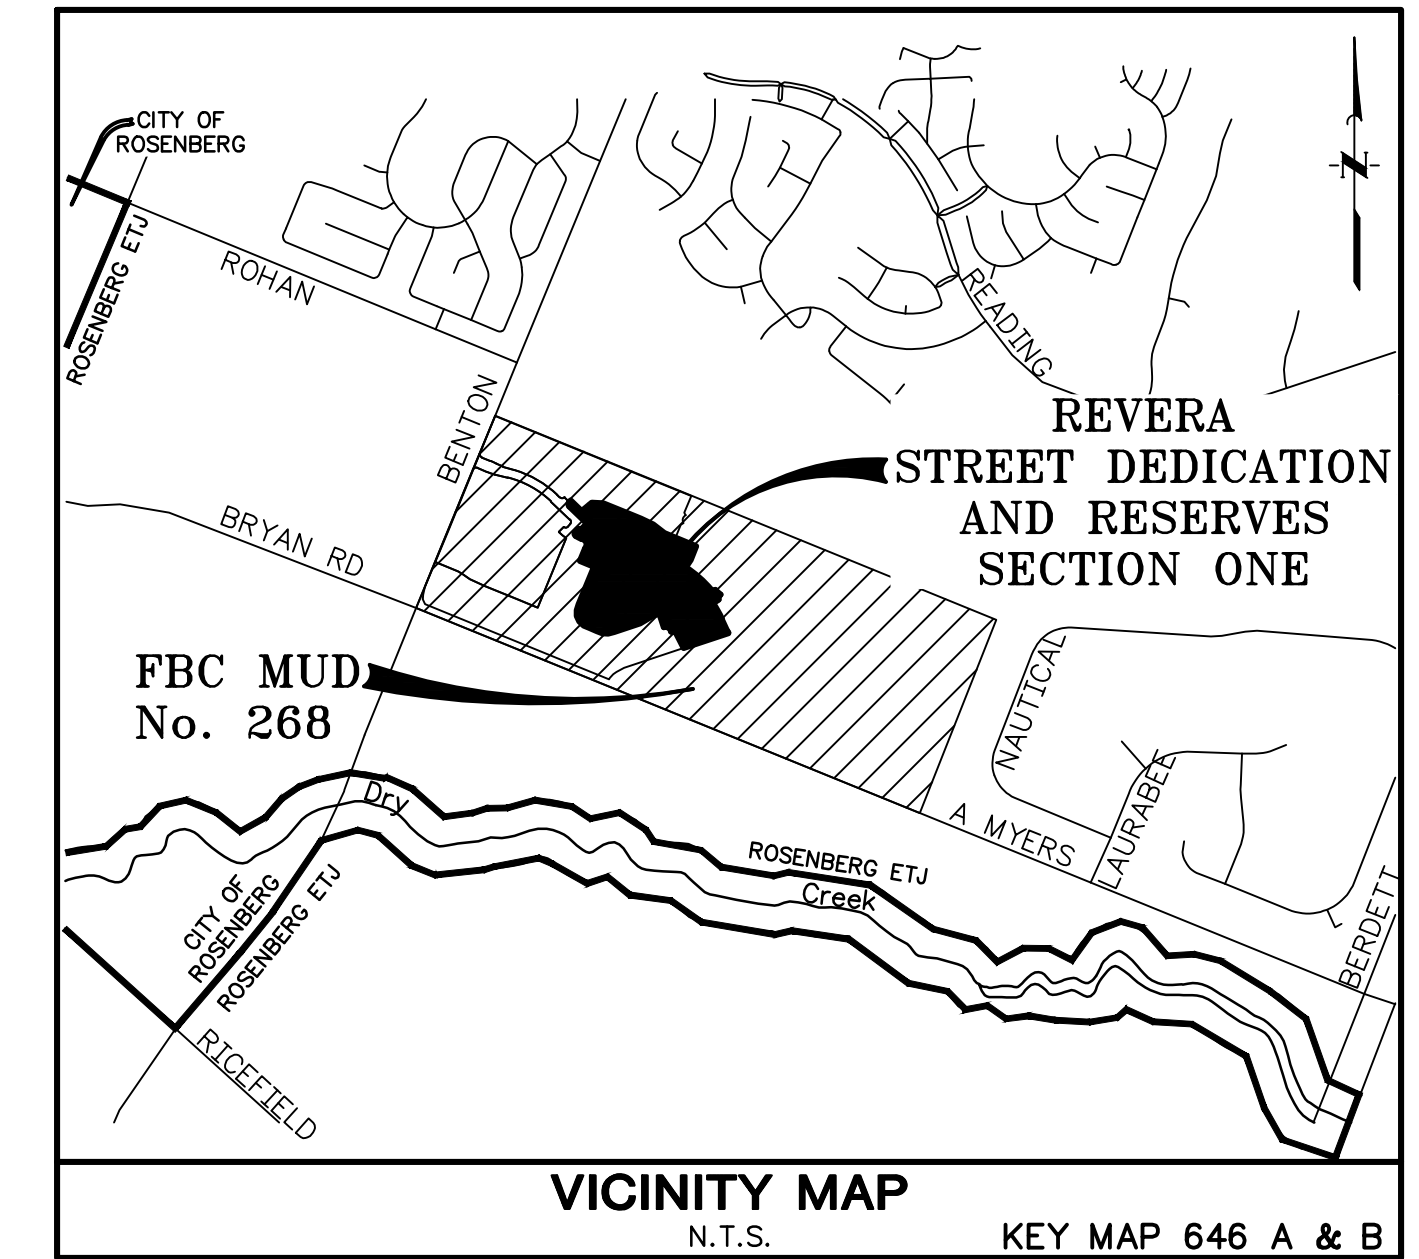 CITY OF
ROSENBERG
ROSENBERG ETJ
ROHAN
N
READING
BENTON
REVERA
STREET DEDICATION
AND RESERVES
SECTION ONE
BRYAN RD
FBC MUD
No. 268
NAUTICAL
LAURABEE
A MYERS
BERDETT
Dry
Creek
ROSENBERG ETJ
CITY OF
ROSENBERG
ROSENBERG ETJ
RICEFIELD
VICINITY MAP
N.T.S.
KEY MAP 646 A & B